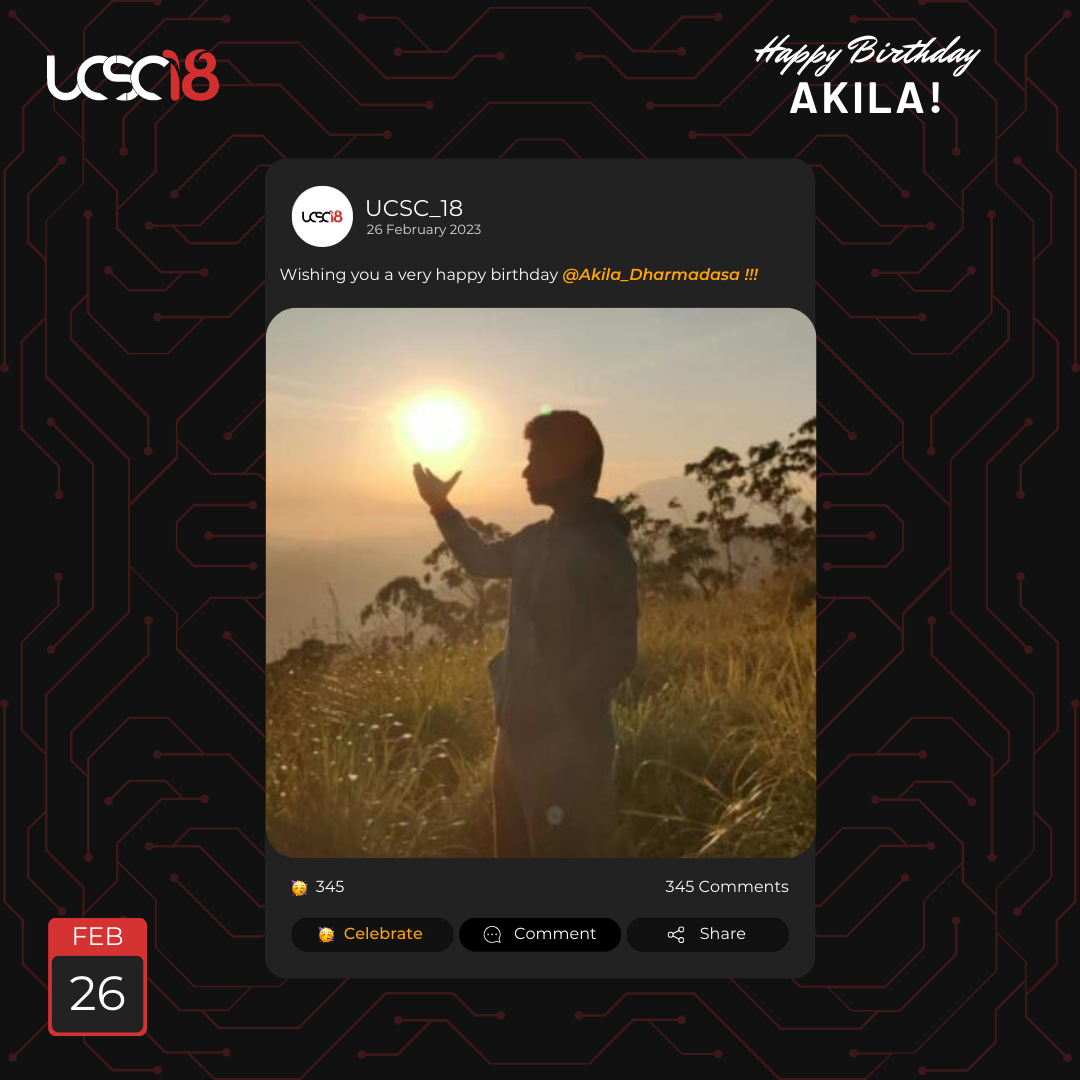 UCSC18
Happy Birthday
AKILA!
UCSC18
UCSC_18
26 February 2023
Wishing you a very happy birthday @Akila_Dharmadasa !!!
345
345 Comments
Celebrate
Comment
Share
FEB
26